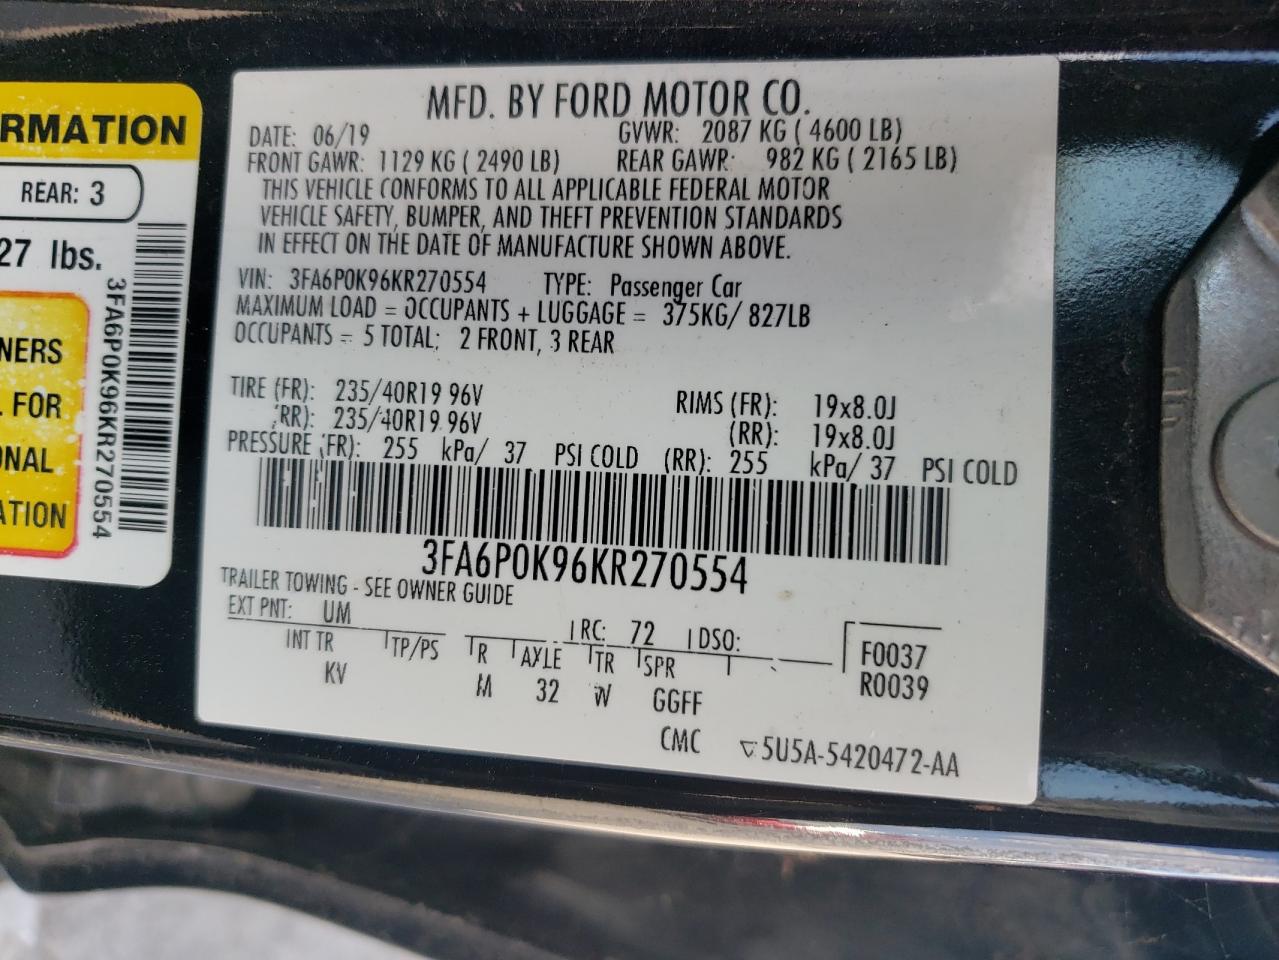 RMATION
REAR: 3
27 lbs.
3FA6P0K96KR270554
NERS
FOR
ONAL
ATION
MFD. BY FORD MOTOR CO.
DATE: 06/19 GVWR: 2087 KG ( 4600 LB)
FRONT GAWR: 1129 KG ( 2490 LB) REAR GAWR: 982 KG ( 2165 LB)
THIS VEHICLE CONFORMS TO ALL APPLICABLE FEDERAL MOTOR
VEHICLE SAFETY, BUMPER, AND THEFT PREVENTION STANDARDS
IN EFFECT ON THE DATE OF MANUFACTURE SHOWN ABOVE.
VIN: 3FA6P0K96KR270554 TYPE: Passenger Car
MAXIMUM LOAD = OCCUPANTS + LUGGAGE = 375KG/ 827LB
OCCUPANTS = 5 TOTAL: 2 FRONT, 3 REAR
TIRE (FR): 235/40R19 96V RIMS (FR): 19x8.0J
(RR): 235/40R19 96V (RR): 19x8.0J
PRESSURE (FR): 255 kPa/ 37 PSI COLD (RR): 255 kPa/ 37 PSI COLD
3FA6P0K96KR270554
TRAILER TOWING - SEE OWNER GUIDE
EXT PNT: UM RC: 72 DSO:
INT TR TP/PS R AXLE TR SPR F0037
KV M 32 W GGFF R0039
CMC 5U5A-5420472-AA